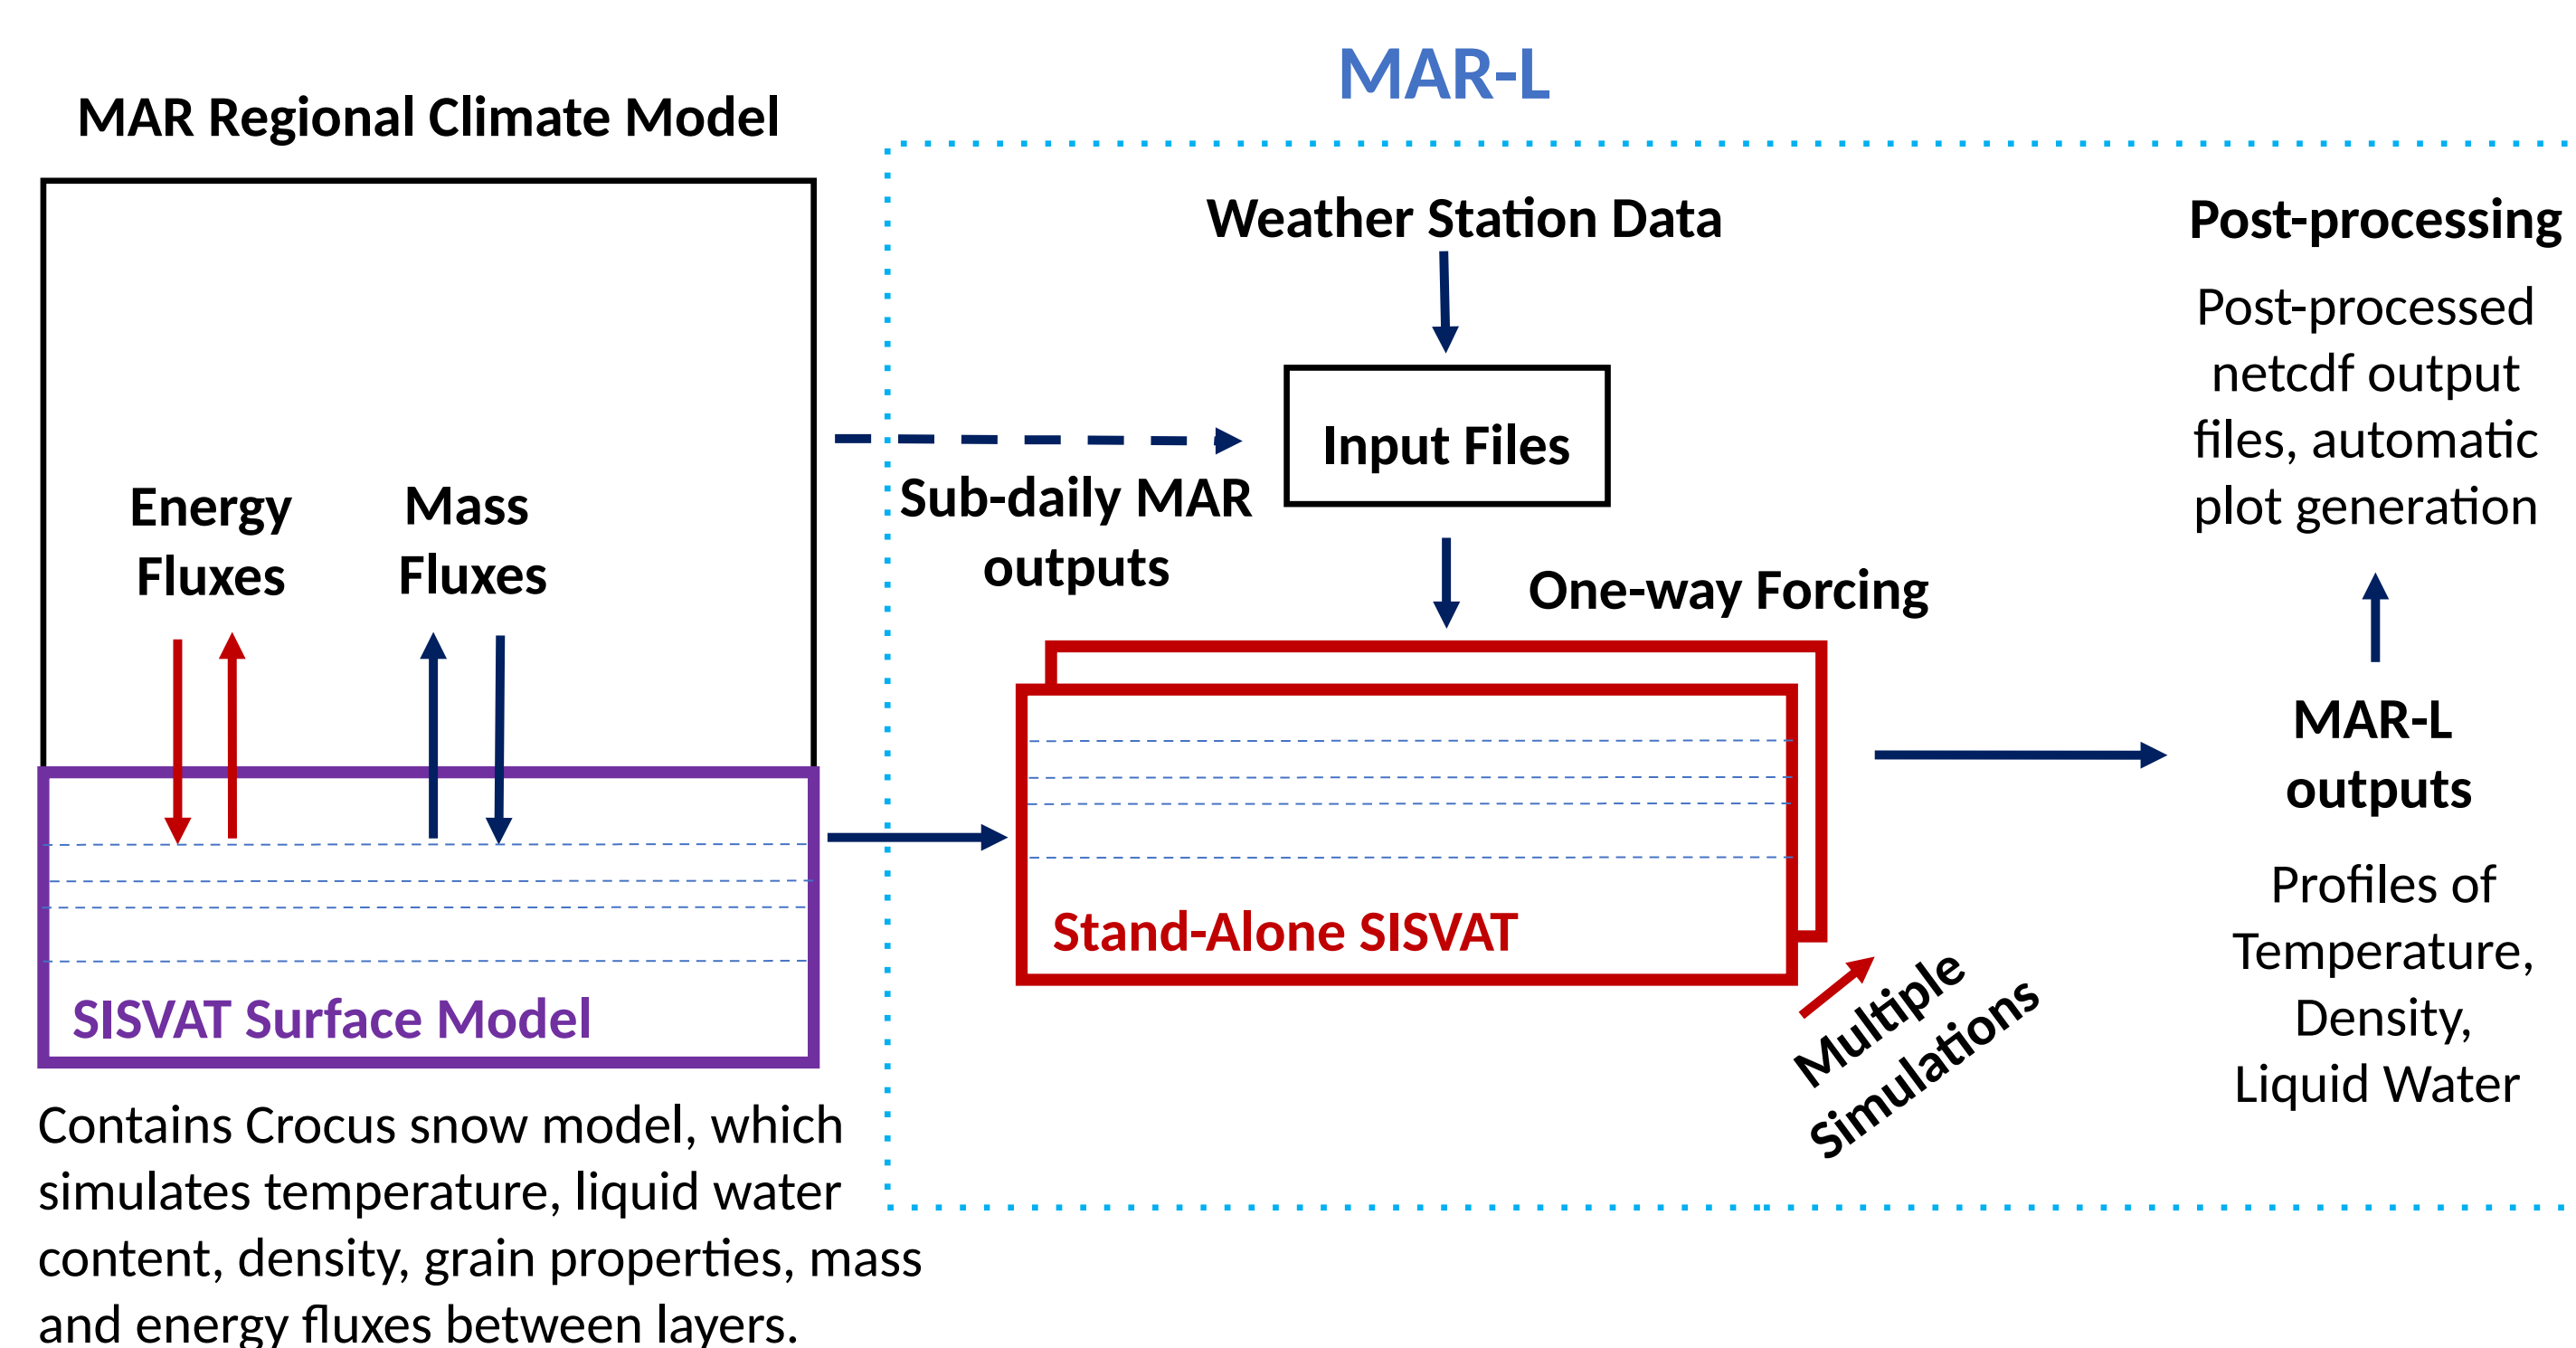 MAR-L
MAR Regional Climate Model
Energy
Fluxes
Mass
Fluxes
SISVAT Surface Model
Contains Crocus snow model, which
simulates temperature, liquid water
content, density, grain properties, mass
and energy fluxes between layers.
Weather Station Data
Input Files
Sub-daily MAR
outputs
One-way Forcing
Stand-Alone SISVAT
Multiple
Simulations
Post-processing
Post-processed
netcdf output
files, automatic
plot generation
MAR-L
outputs
Profiles of
Temperature,
Density,
Liquid Water